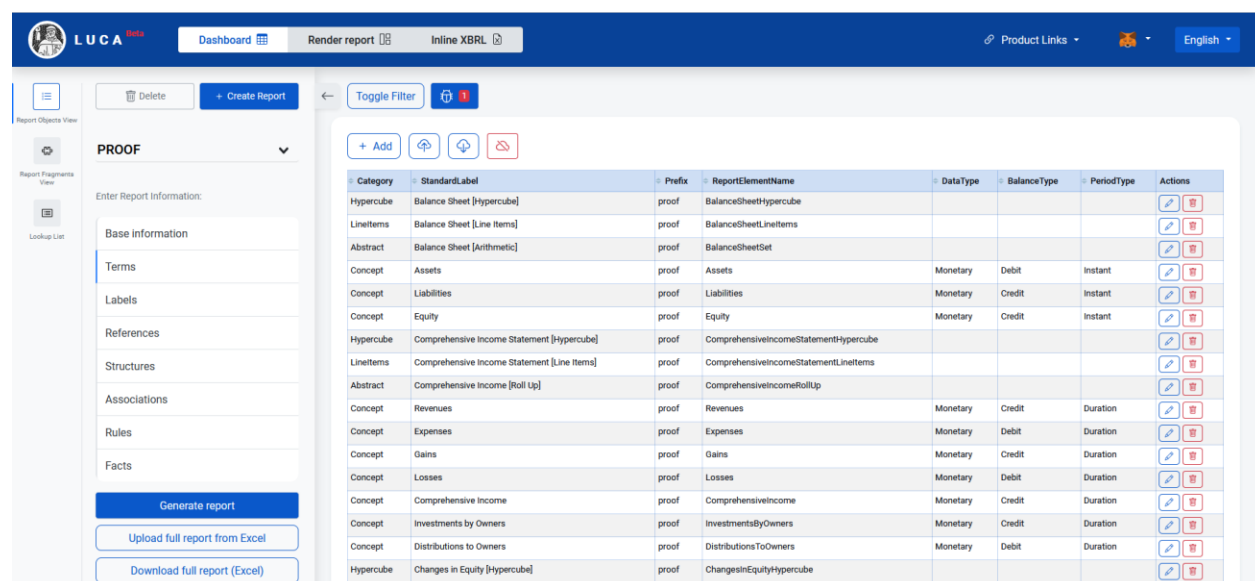 LUCA Beta Dashboard Render report Inline XBRL Product Links English
Report Objects View
Report Fragments View
Lookup List
Delete + Create Report
PROOF
Enter Report Information:
Base information
Terms
Labels
References
Structures
Associations
Rules
Facts
Generate report
Upload full report from Excel
Download full report (Excel)
Toggle Filter 1
+ Add
Category StandardLabel Prefix ReportElementName DataType BalanceType PeriodType Actions
Hypercube Balance Sheet [Hypercube] proof BalanceSheetHypercube
LineItems Balance Sheet [Line Items] proof BalanceSheetLineItems
Abstract Balance Sheet [Arithmetic] proof BalanceSheetSet
Concept Assets proof Assets Monetary Debit Instant
Concept Liabilities proof Liabilities Monetary Credit Instant
Concept Equity proof Equity Monetary Credit Instant
Hypercube Comprehensive Income Statement [Hypercube] proof ComprehensiveIncomeStatementHypercube
LineItems Comprehensive Income Statement [Line Items] proof ComprehensiveIncomeStatementLineItems
Abstract Comprehensive Income [Roll Up] proof ComprehensiveIncomeRollUp
Concept Revenues proof Revenues Monetary Credit Duration
Concept Expenses proof Expenses Monetary Debit Duration
Concept Gains proof Gains Monetary Credit Duration
Concept Losses proof Losses Monetary Debit Duration
Concept Comprehensive Income proof ComprehensiveIncome Monetary Credit Duration
Concept Investments by Owners proof InvestmentsByOwners Monetary Credit Duration
Concept Distributions to Owners proof DistributionsToOwners Monetary Debit Duration
Hypercube Changes in Equity [Hypercube] proof ChangesInEquityHypercube